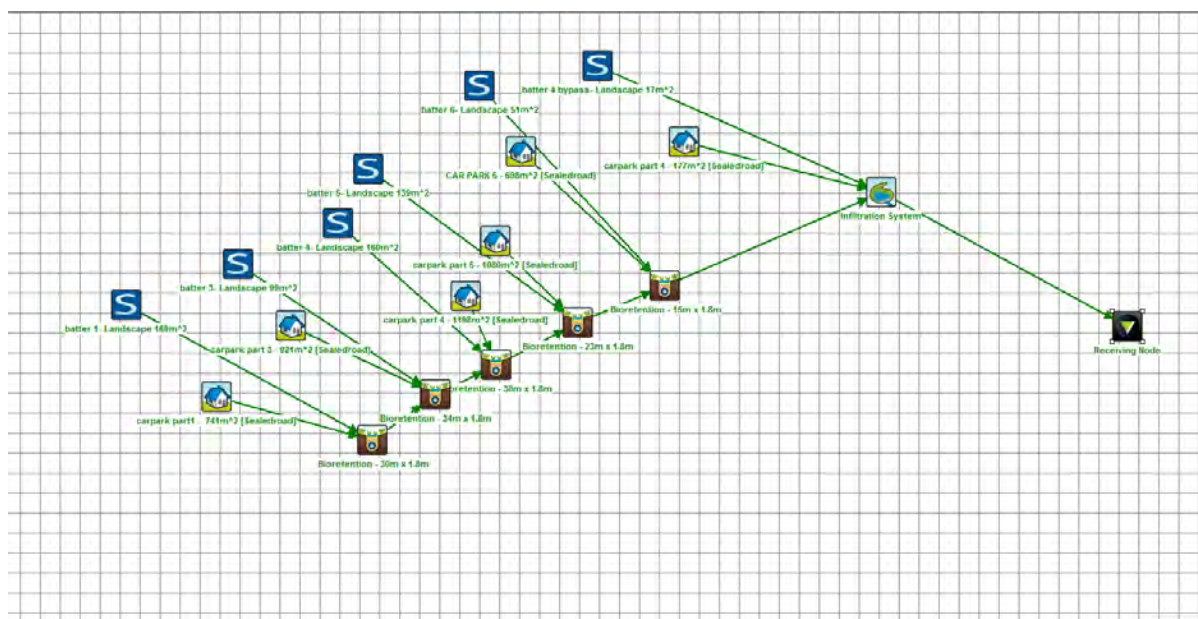 batter 4 bypass- Landscape 17m^2
batter 6- Landscape 51m^2
carpark part 4 - 177m^2 [Sealedroad]
CAR PARK 6 - 608m^2 [Sealedroad]
batter 5- Landscape 139m^2
Infiltration System
batter 4- Landscape 160m^2
carpark part 5 - 1080m^2 [Sealedroad]
batter 3- Landscape 99m^2
Bioretention - 15m x 1.8m
carpark part 4 - 1198m^2 [Sealedroad]
batter 1- Landscape 169m^2
Bioretention - 23m x 1.8m
carpark part 3 - 821m^2 [Sealedroad]
Receiving Node
retention - 38m x 1.8m
Bioretention - 34m x 1.8m
carpark part1 - 741m^2 [Sealedroad]
Bioretention - 30m x 1.8m